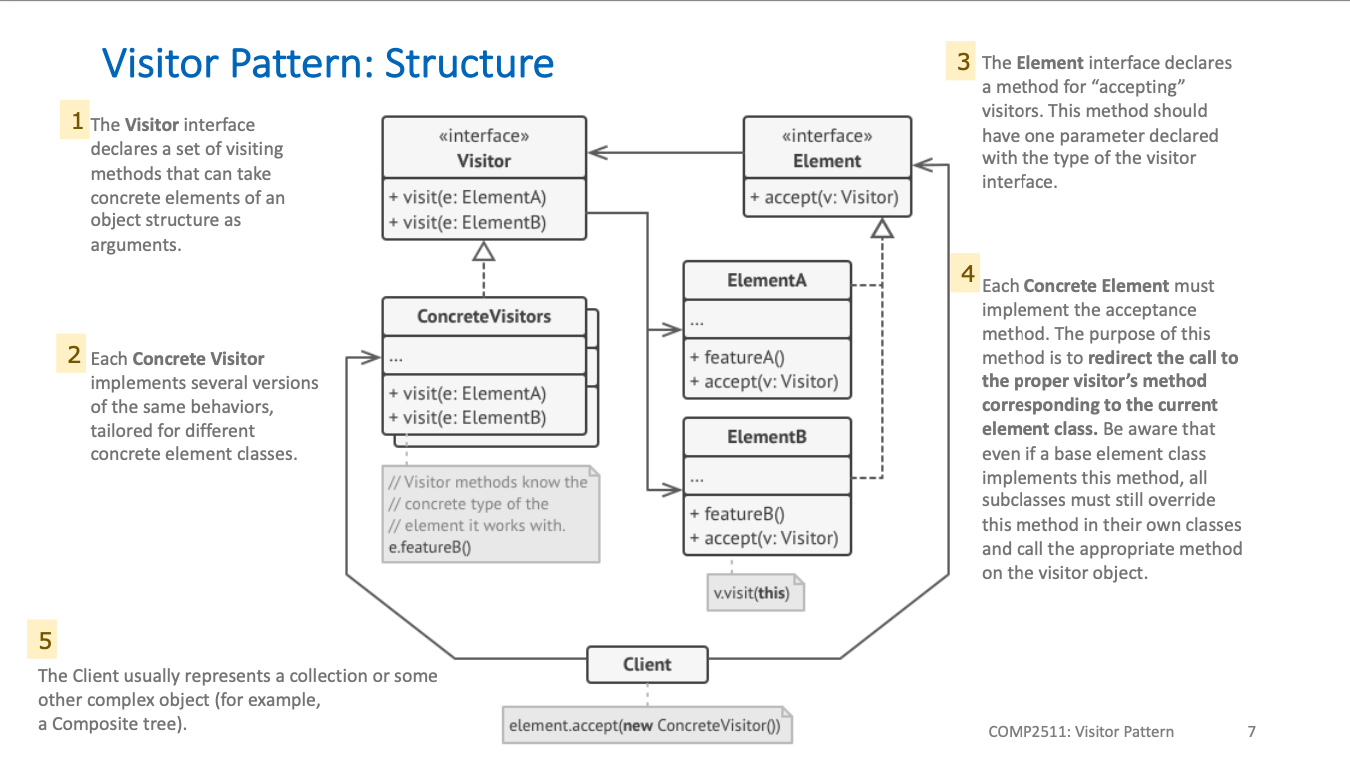 Visitor Pattern: Structure
1
The Visitor interface
declares a set of visiting
methods that can take
concrete elements of an
object structure as
arguments.
2
Each Concrete Visitor
implements several versions
of the same behaviors,
tailored for different
concrete element classes.
«interface»
Visitor
+ visit(e: ElementA)
+ visit(e: ElementB)
ConcreteVisitors
...
+ visit(e: ElementA)
+ visit(e: ElementB)
// Visitor methods know the
// concrete type of the
// element it works with.
e.featureB()
«interface»
Element
+ accept(v: Visitor)
ElementA
...
+ featureA()
+ accept(v: Visitor)
ElementB
...
+ featureB()
+ accept(v: Visitor)
v.visit(this)
3
The Element interface declares
a method for “accepting”
visitors. This method should
have one parameter declared
with the type of the visitor
interface.
4
Each Concrete Element must
implement the acceptance
method. The purpose of this
method is to redirect the call to
the proper visitor’s method
corresponding to the current
element class. Be aware that
even if a base element class
implements this method, all
subclasses must still override
this method in their own classes
and call the appropriate method
on the visitor object.
5
The Client usually represents a collection or some
other complex object (for example,
a Composite tree).
Client
element.accept(new ConcreteVisitor())
COMP2511: Visitor Pattern
7